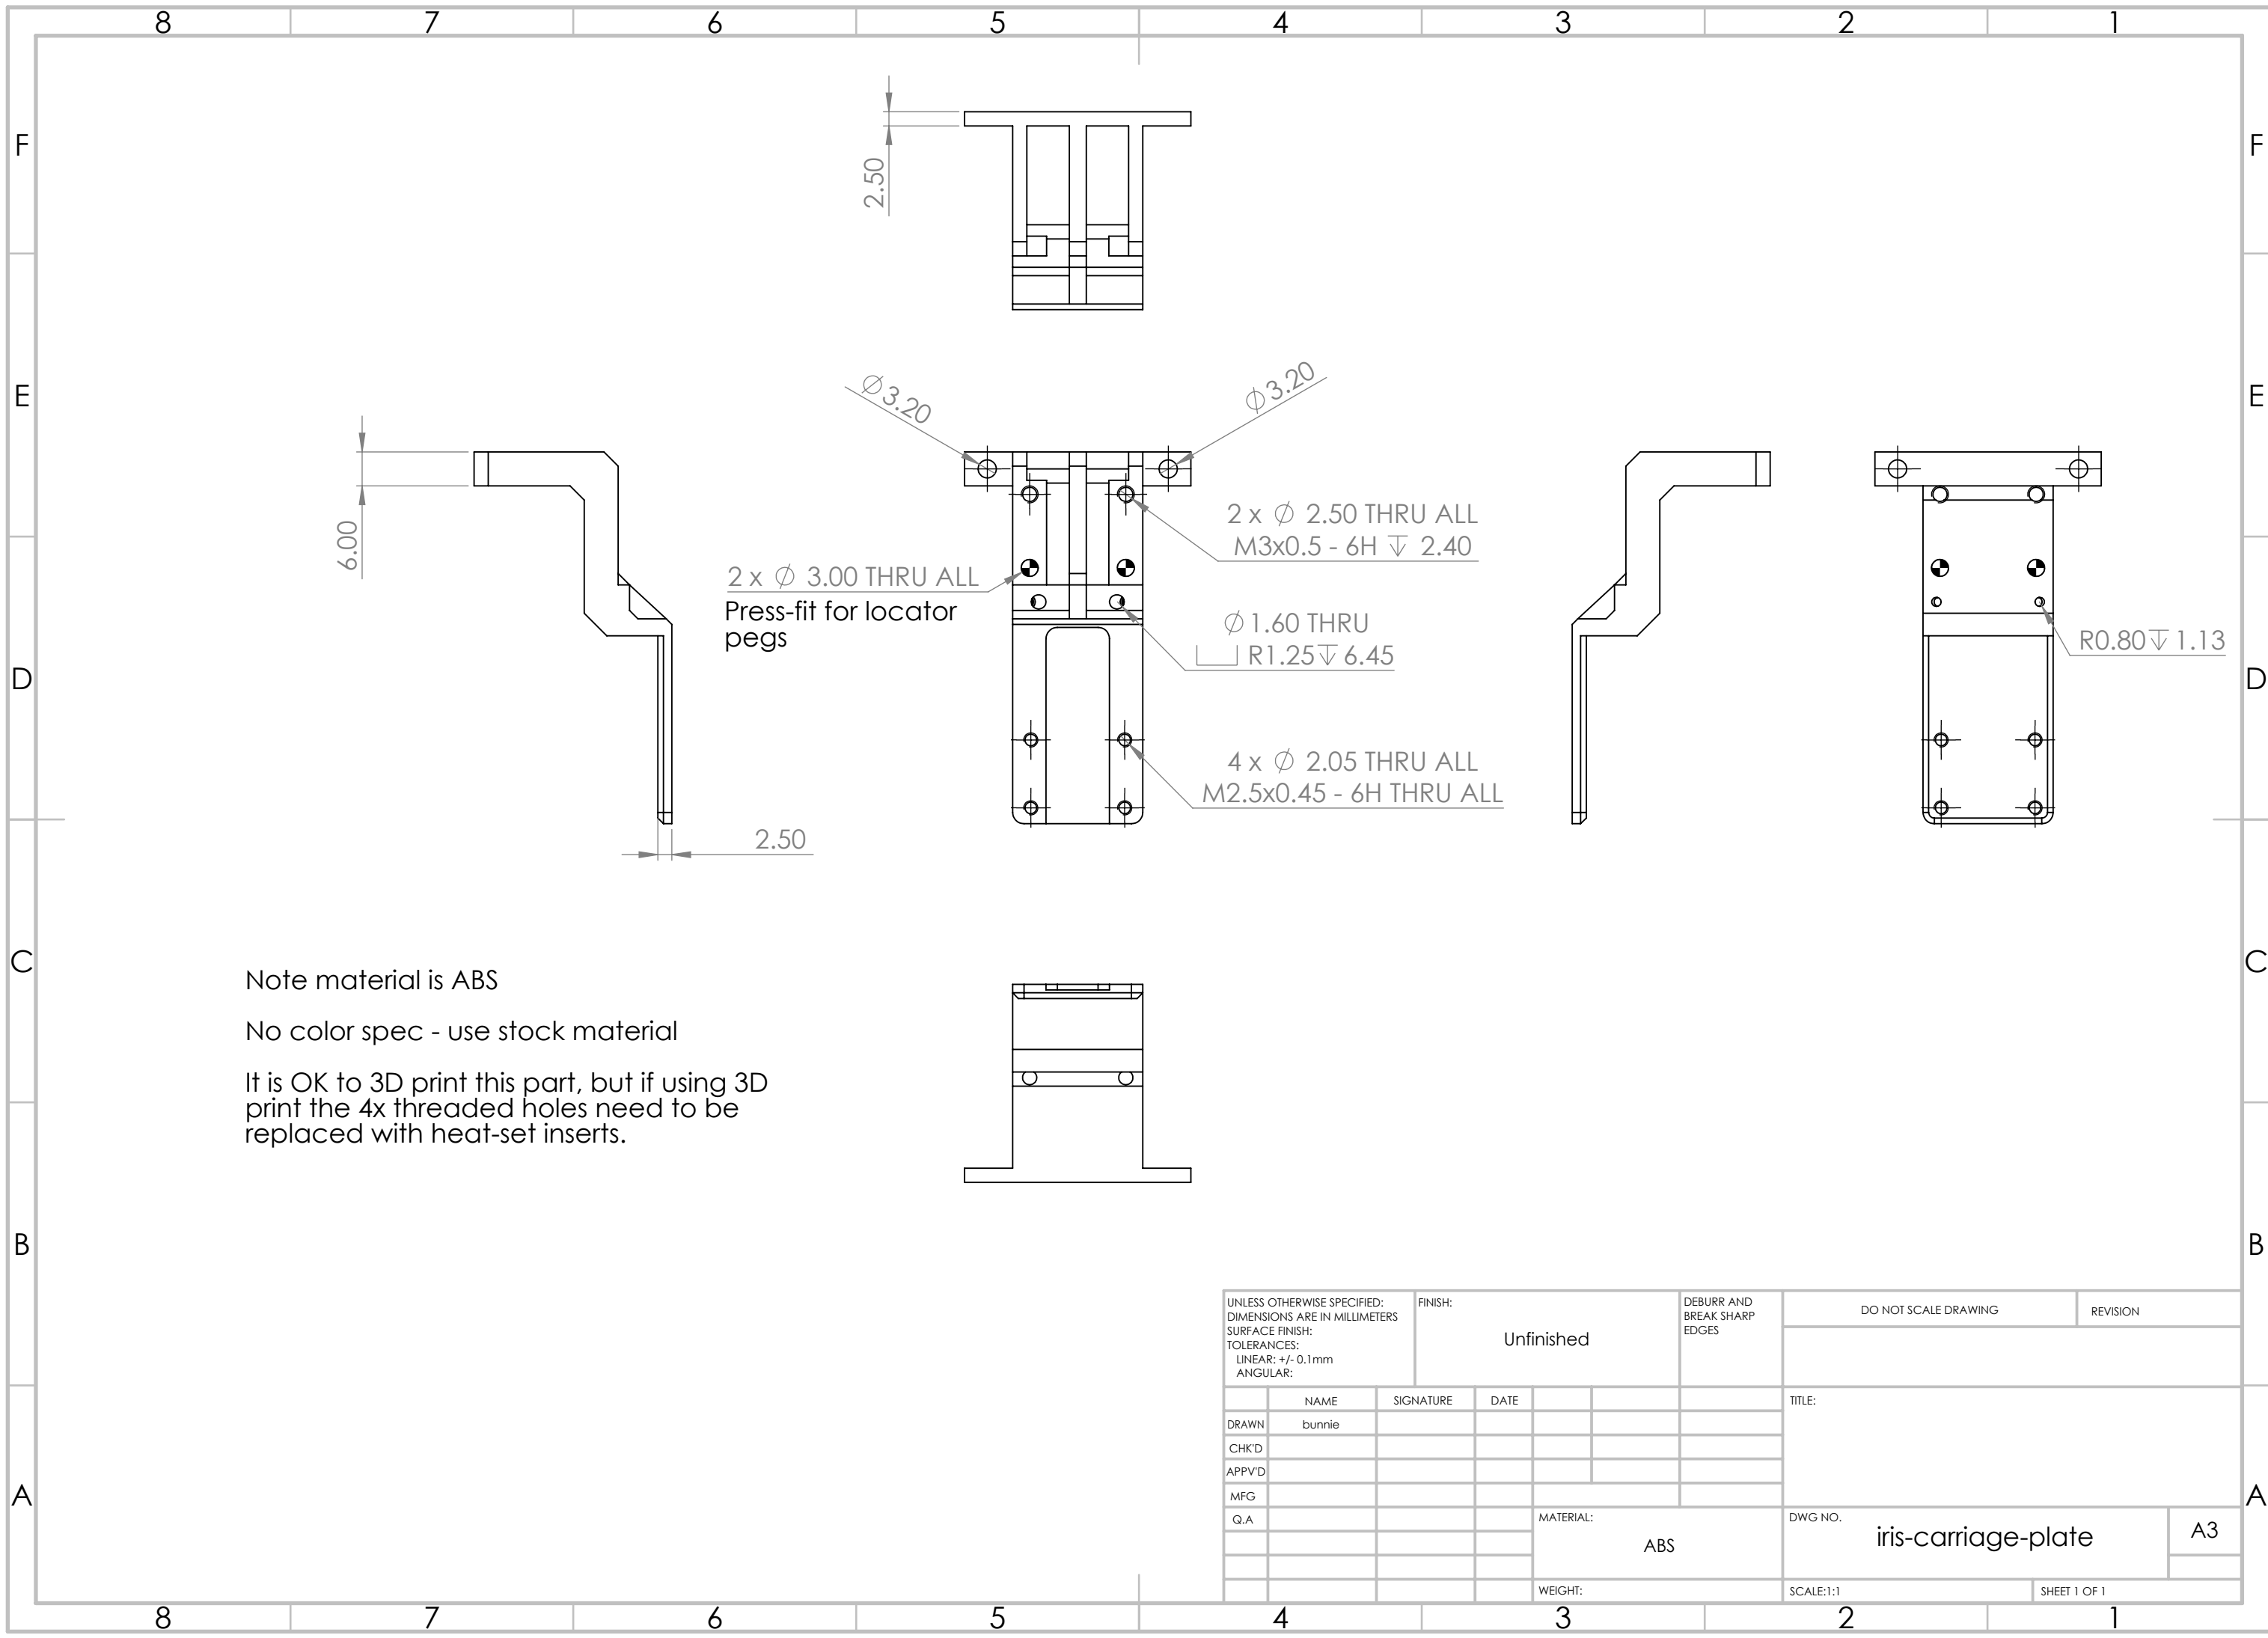 8 7 6 5 4 3 2 1
F F
2.50
E E
⌀3.20 ⌀3.20
6.00
2 x ⌀ 2.50 THRU ALL
M3x0.5 - 6H ↧ 2.40
2 x ⌀ 3.00 THRU ALL
Press-fit for locator
pegs
⌀1.60 THRU
⌴ R1.25↧6.45
R0.80↧1.13
D D
4 x ⌀ 2.05 THRU ALL
M2.5x0.45 - 6H THRU ALL
2.50
C C
Note material is ABS
No color spec - use stock material
It is OK to 3D print this part, but if using 3D
print the 4x threaded holes need to be
replaced with heat-set inserts.
B B
UNLESS OTHERWISE SPECIFIED:
DIMENSIONS ARE IN MILLIMETERS
SURFACE FINISH:
TOLERANCES:
LINEAR: +/- 0.1mm
ANGULAR:
FINISH:
Unfinished
DEBURR AND
BREAK SHARP
EDGES
DO NOT SCALE DRAWING
REVISION
NAME SIGNATURE DATE
TITLE:
DRAWN bunnie
CHK'D
APPV'D
MFG
Q.A
A A
MATERIAL:
ABS
DWG NO.
iris-carriage-plate
A3
WEIGHT:
SCALE:1:1
SHEET 1 OF 1
8 7 6 5 4 3 2 1